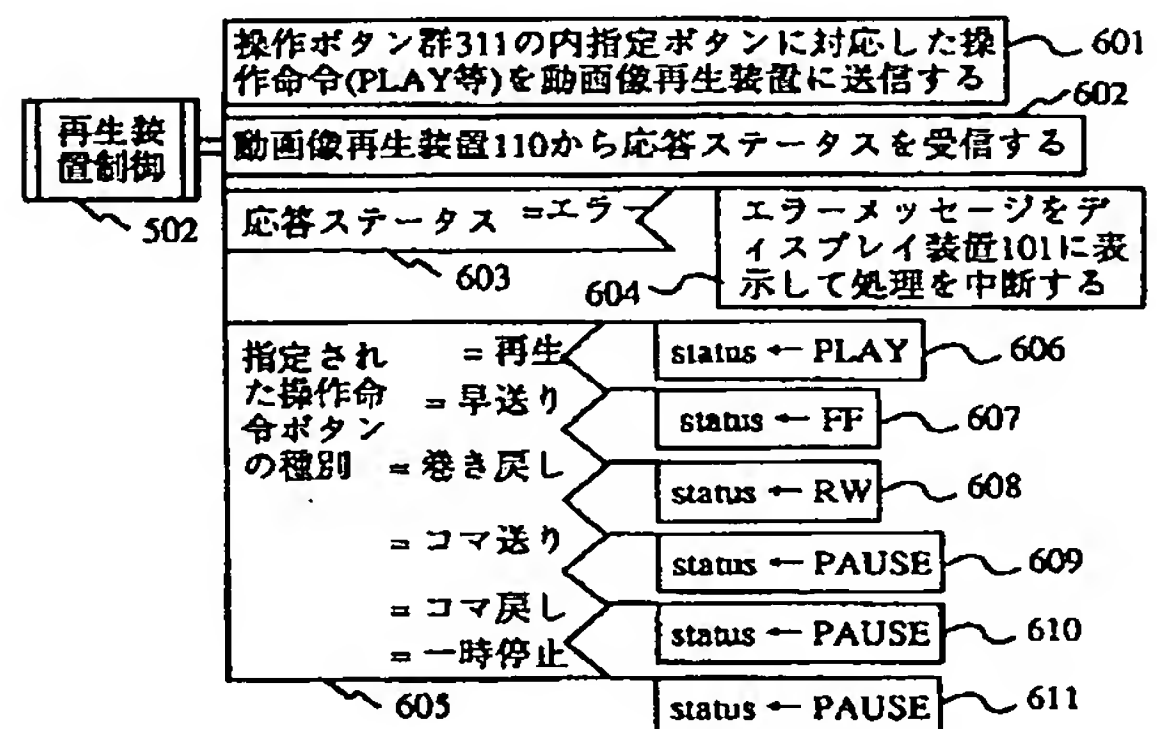 操作ボタン群311の内指定ボタンに対応した操
作命令(PLAY等)を動画像再生装置に送信する
601
602
再生装
置制御
502
動画像再生装置110から応答ステータスを受信する
応答ステータス =エラー
603
エラーメッセージをデ
ィスプレイ装置101に表
示して処理を中断する
604
指定され
た操作命
令ボタン
の種別
=再生
status ← PLAY
606
=早送り
status ← FF
607
=巻き戻し
status ← RW
608
=コマ送り
status ← PAUSE
609
=コマ戻し
status ← PAUSE
610
=一時停止
status ← PAUSE
611
605